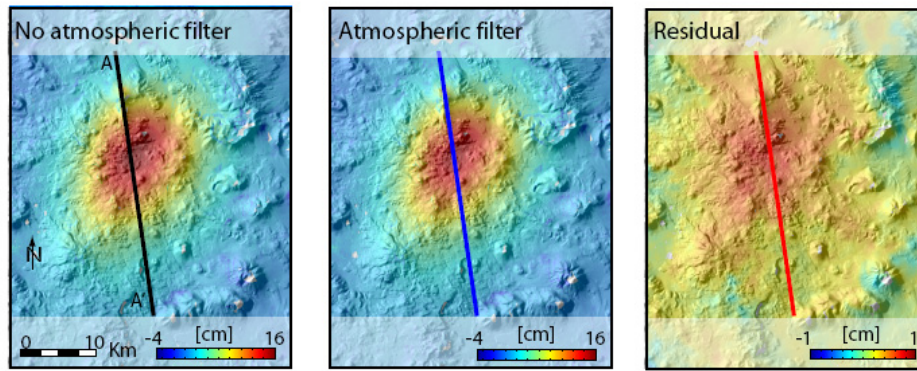 No atmospheric filter
A
N
A'
0 10 Km
-4 [cm] 16
Atmospheric filter
-4 [cm] 16
Residual
-1 [cm] 1